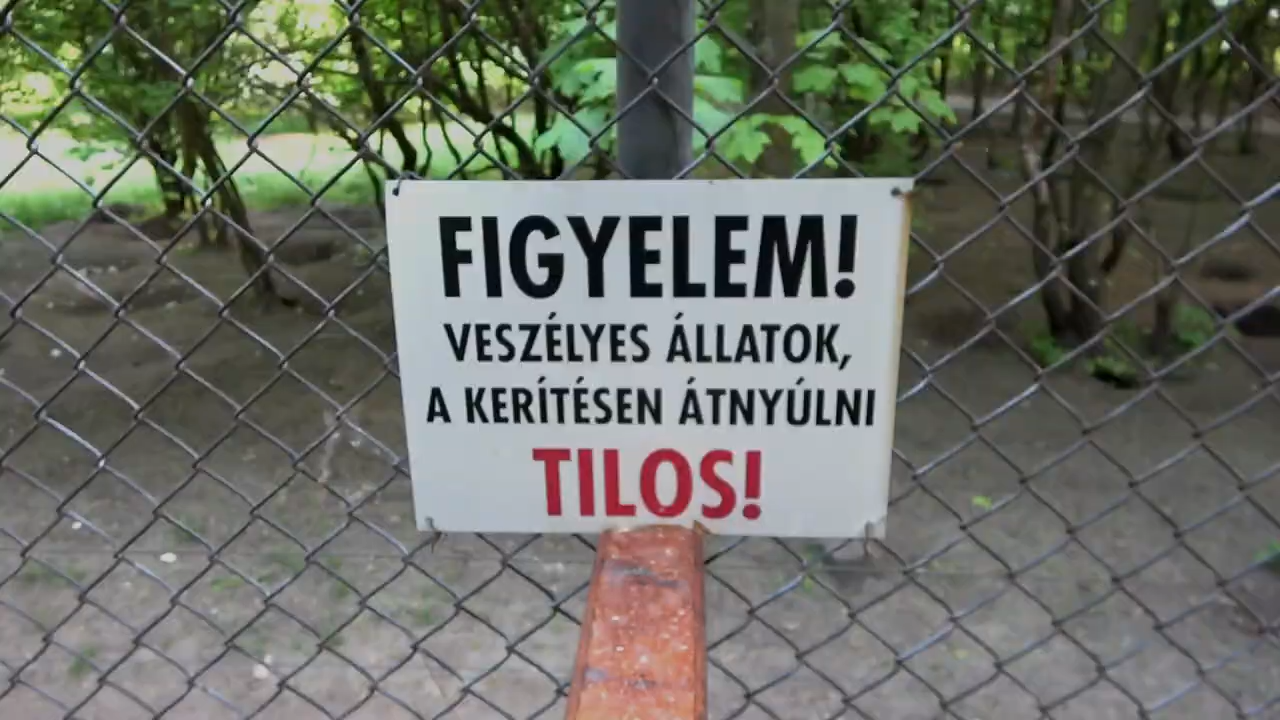 FIGYELEM!
VESZÉLYES ÁLLATOK,
A KERÍTÉSEN ÁTNYÚLNI
TILOS!